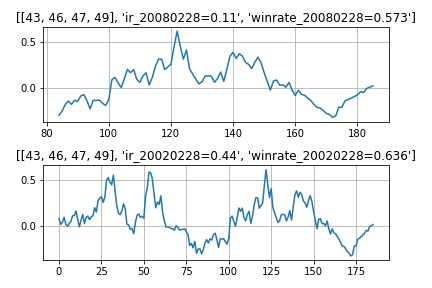 [[43, 46, 47, 49], 'ir_20080228=0.11', 'winrate_20080228=0.573']
0.5
0.0
80 100 120 140 160 180
[[43, 46, 47, 49], 'ir_20020228=0.44', 'winrate_20020228=0.636']
0.5
0.0
0 25 50 75 100 125 150 175